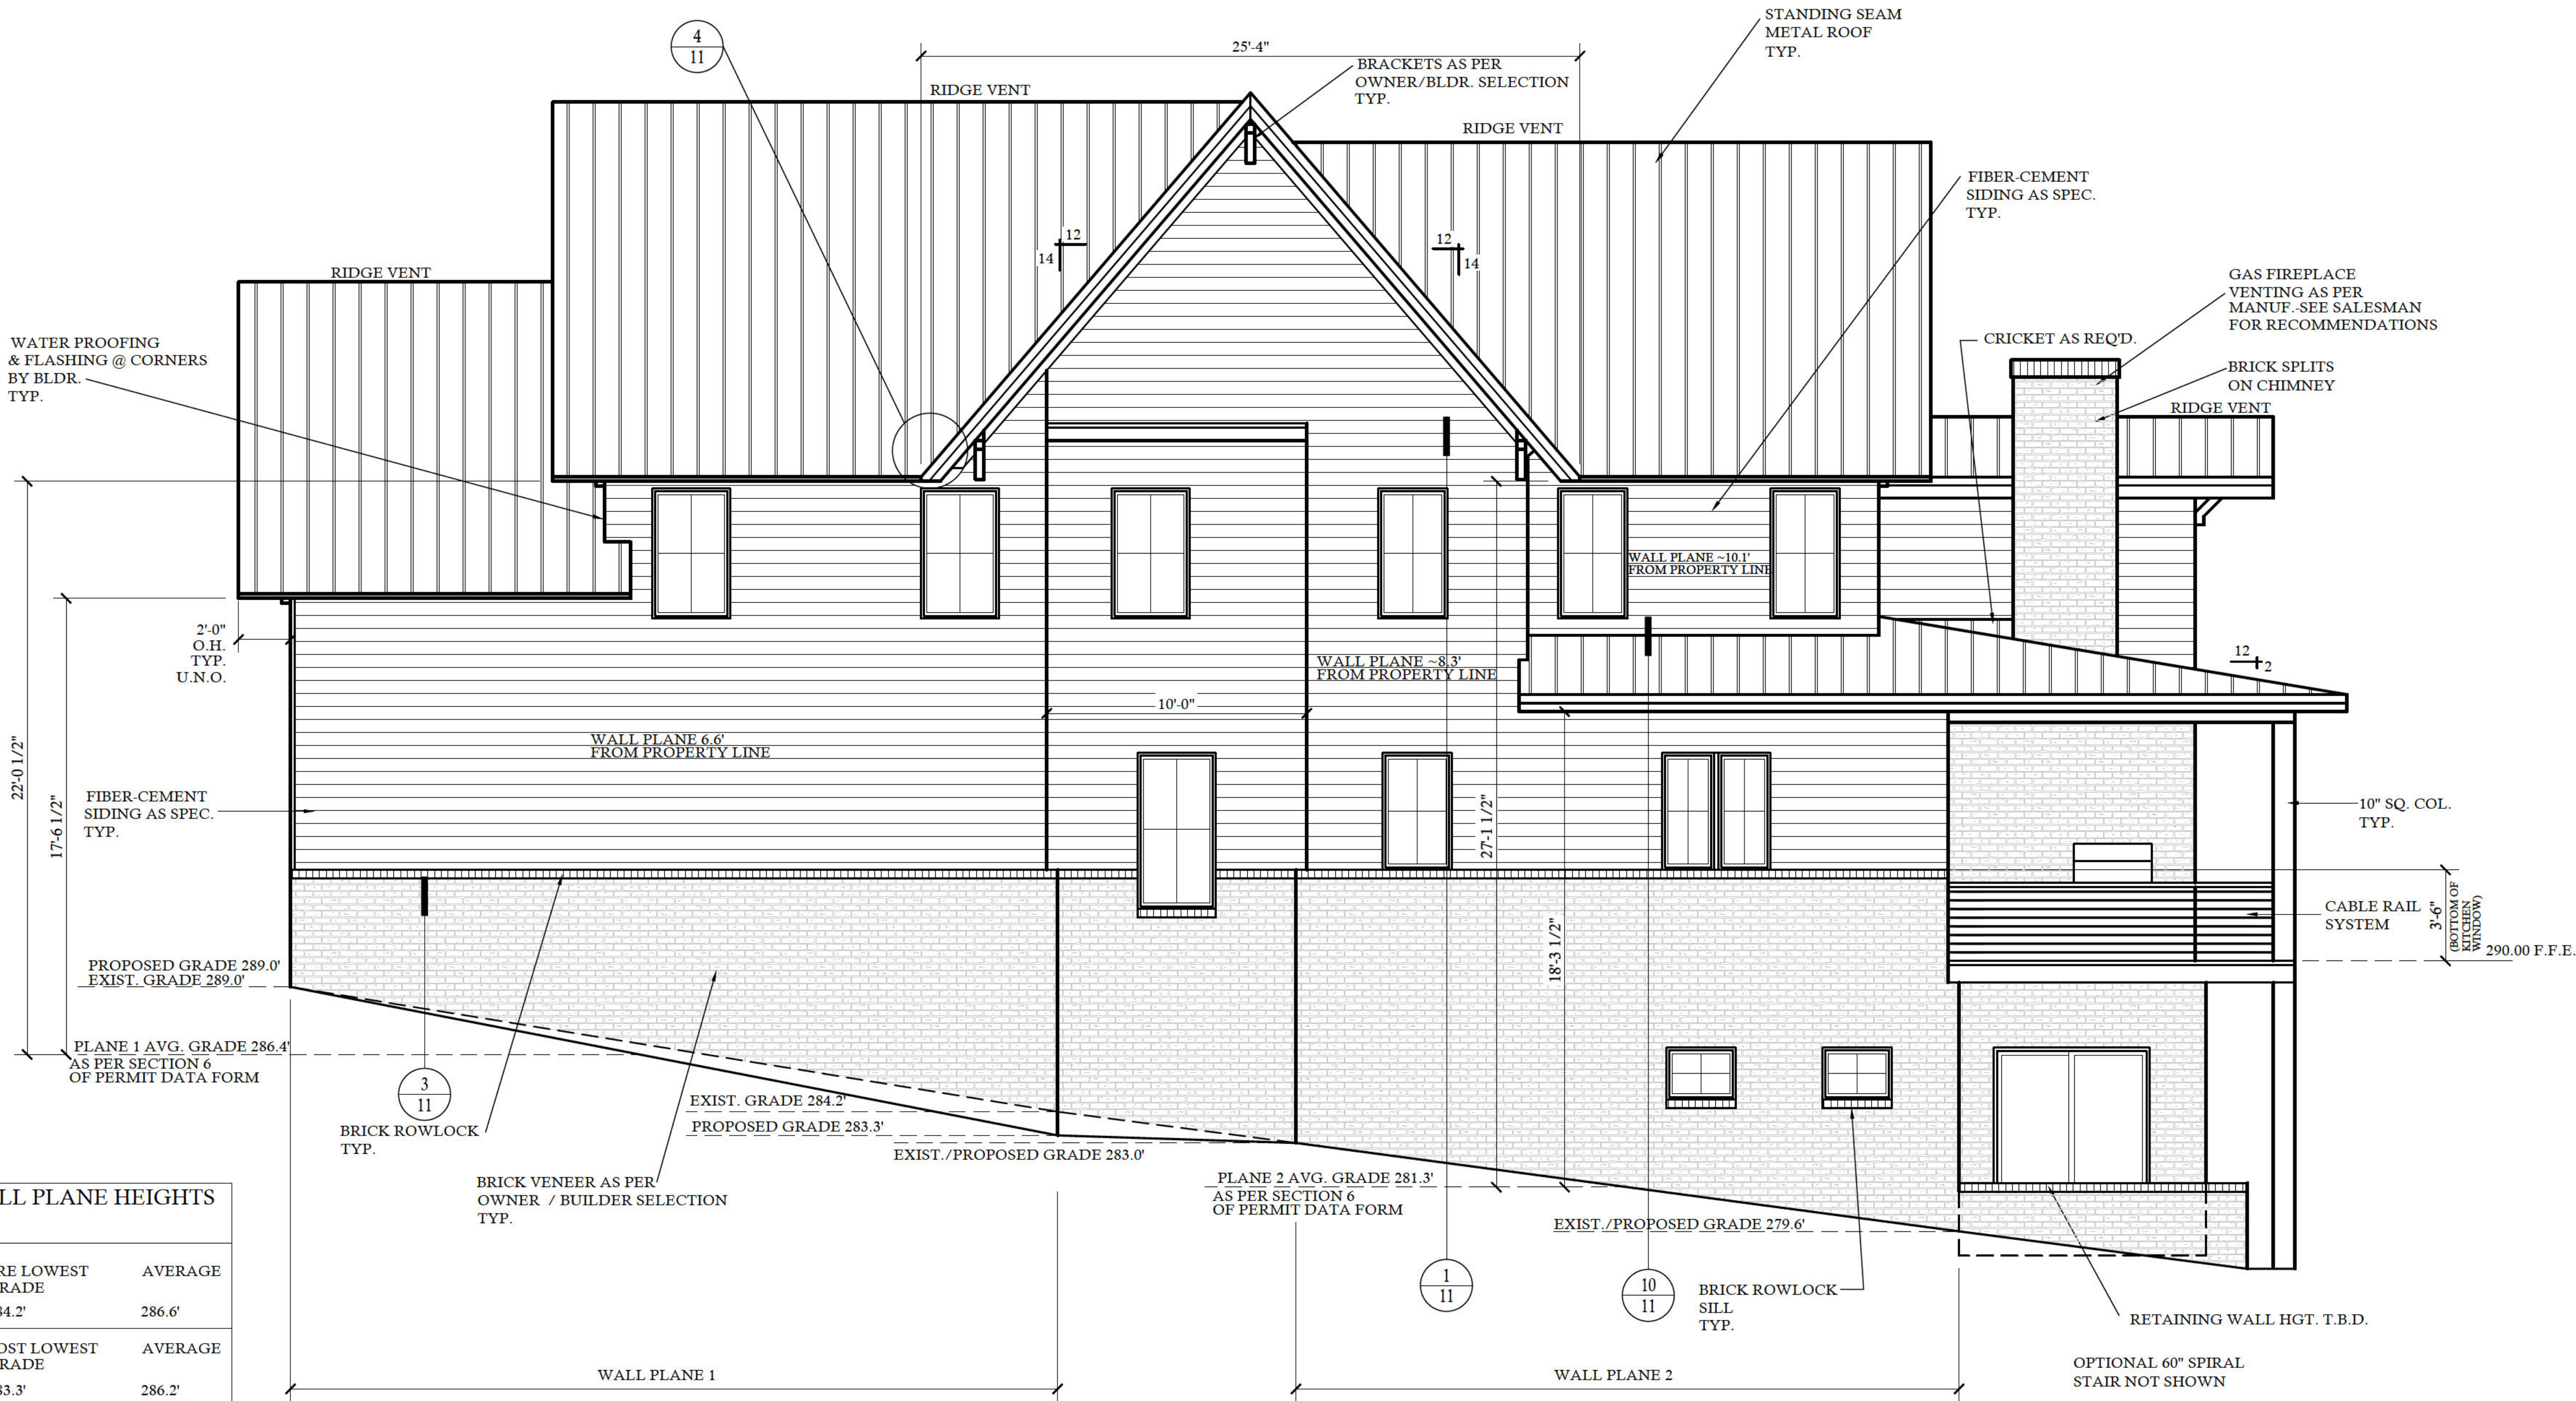 STANDING SEAM
METAL ROOF
TYP.
4
11
25'-4"
BRACKETS AS PER
OWNER/BLDR. SELECTION
TYP.
RIDGE VENT
RIDGE VENT
FIBER-CEMENT
SIDING AS SPEC.
TYP.
12
14
12
14
RIDGE VENT
GAS FIREPLACE
VENTING AS PER
MANUF.-SEE SALESMAN
FOR RECOMMENDATIONS
WATER PROOFING
& FLASHING @ CORNERS
BY BLDR.
TYP.
CRICKET AS REQ'D.
BRICK SPLITS
ON CHIMNEY
RIDGE VENT
WALL PLANE ~10.1'
FROM PROPERTY LINE
2'-0"
O.H.
TYP.
U.N.O.
WALL PLANE ~8.3'
FROM PROPERTY LINE
12
2
10'-0"
WALL PLANE 6.6'
FROM PROPERTY LINE
22'-0 1/2"
17'-6 1/2"
FIBER-CEMENT
SIDING AS SPEC.
TYP.
27'-1 1/2"
10" SQ. COL.
TYP.
18'-3 1/2"
CABLE RAIL
SYSTEM
3'-6"
(BOTTOM OF
KITCHEN
WINDOW)
290.00 F.F.E.
PROPOSED GRADE 289.0'
EXIST. GRADE 289.0'
PLANE 1 AVG. GRADE 286.4'
AS PER SECTION 6
OF PERMIT DATA FORM
3
11
EXIST. GRADE 284.2'
PROPOSED GRADE 283.3'
BRICK ROWLOCK
TYP.
EXIST./PROPOSED GRADE 283.0'
BRICK VENEER AS PER
OWNER / BUILDER SELECTION
TYP.
PLANE 2 AVG. GRADE 281.3'
AS PER SECTION 6
OF PERMIT DATA FORM
EXIST./PROPOSED GRADE 279.6'
1
11
10
11
BRICK ROWLOCK
SILL
TYP.
RETAINING WALL HGT. T.B.D.
OPTIONAL 60" SPIRAL
STAIR NOT SHOWN
LL PLANE HEIGHTS
RE LOWEST AVERAGE
RADE
84.2' 286.6'
OST LOWEST AVERAGE
RADE
83.3' 286.2'
WALL PLANE 1
WALL PLANE 2